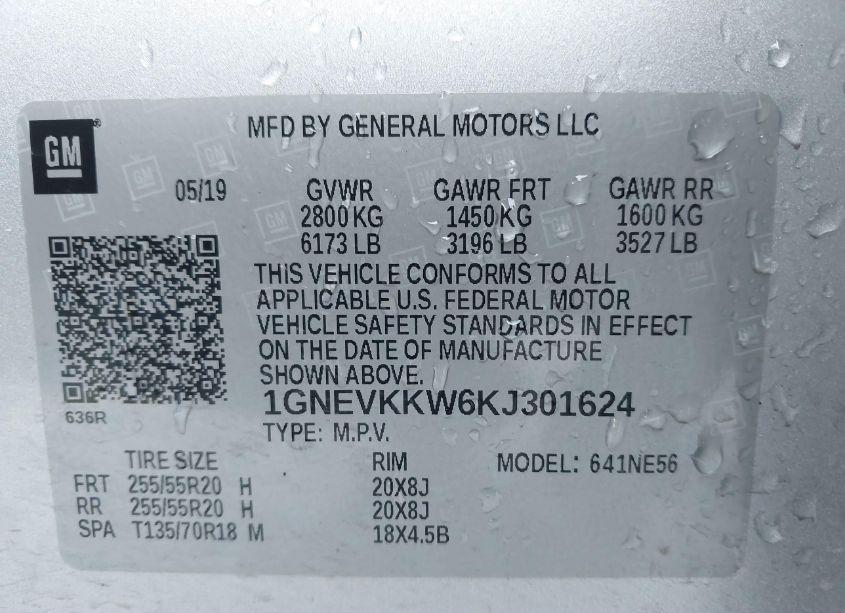 GM
MFD BY GENERAL MOTORS LLC
05/19 GVWR GAWR FRT GAWR RR
2800 KG 1450 KG 1600 KG
6173 LB 3196 LB 3527 LB
THIS VEHICLE CONFORMS TO ALL
APPLICABLE U.S. FEDERAL MOTOR
VEHICLE SAFETY STANDARDS IN EFFECT
ON THE DATE OF MANUFACTURE
SHOWN ABOVE.
1GNEVKKW6KJ301624
636R
TYPE: M.P.V.
TIRE SIZE RIM MODEL: 641NE56
FRT 255/55R20 H 20X8J
RR 255/55R20 H 20X8J
SPA T135/70R18 M 18X4.5B